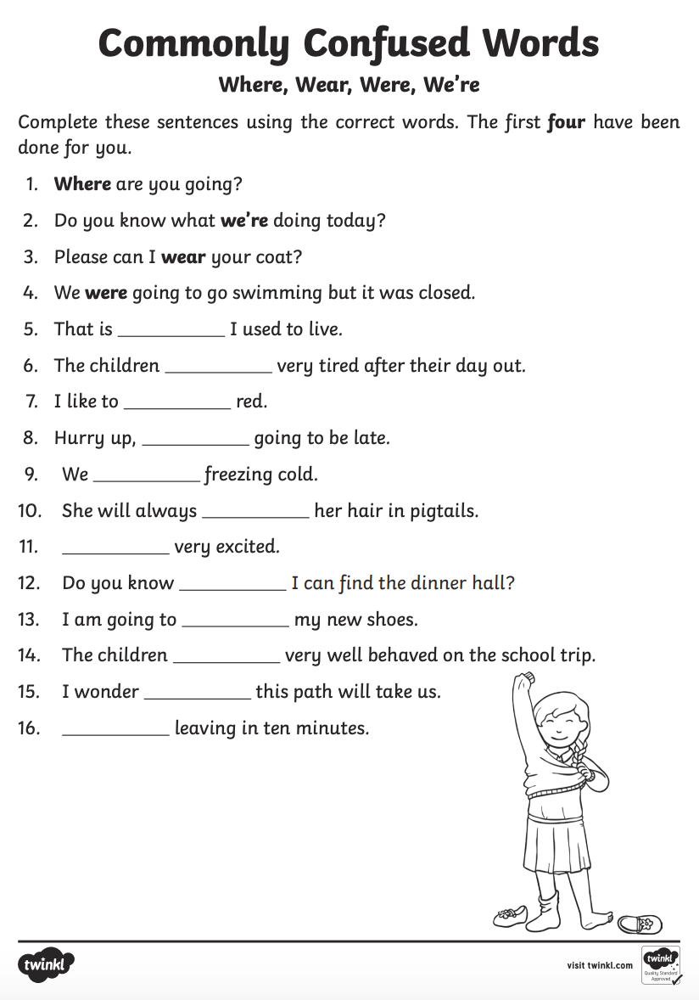 Commonly Confused Words
Where, Wear, Were, We're
Complete these sentences using the correct words. The first four have been
done for you.
1. Where are you going?
2. Do you know what we're doing today?
3. Please can I wear your coat?
4. We were going to go swimming but it was closed.
5. That is ___________ I used to live.
6. The children ___________ very tired after their day out.
7. I like to ___________ red.
8. Hurry up, ___________ going to be late.
9. We ___________ freezing cold.
10. She will always ___________ her hair in pigtails.
11. ___________ very excited.
12. Do you know ___________ I can find the dinner hall?
13. I am going to ___________ my new shoes.
14. The children ___________ very well behaved on the school trip.
15. I wonder ___________ this path will take us.
16. ___________ leaving in ten minutes.
twinkl
visit twinkl.com
twinkl
Quality Standard
Approved